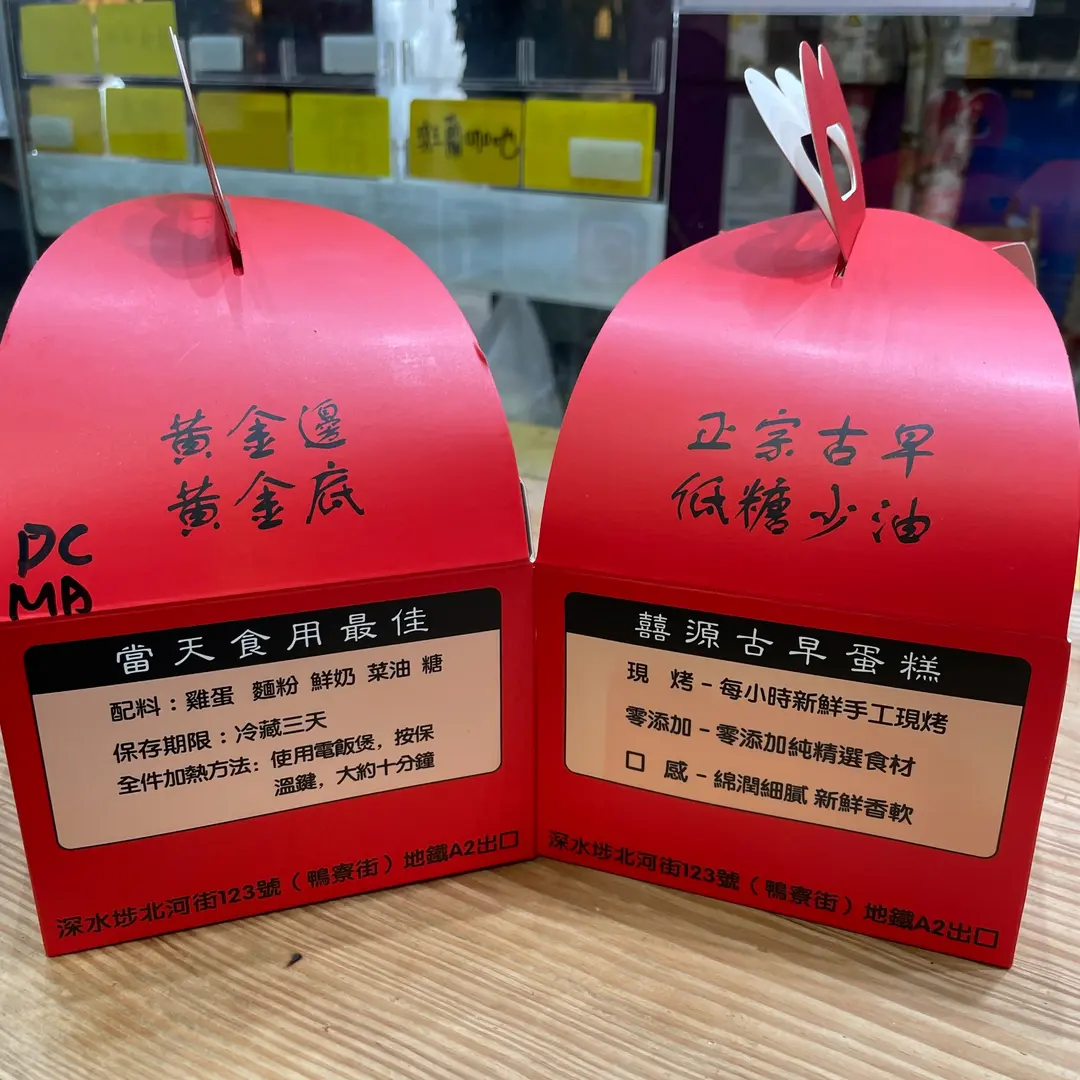 黃金邊
黃金底
DC
MA
當天食用最佳
配料：雞蛋 麵粉 鮮奶 菜油 糖
保存期限：冷藏三天
全件加熱方法：使用電飯煲，按保
溫鍵，大約十分鐘
深水埗北河街123號（鴨寮街）地鐵A2出口
正宗古早
低糖少油
囍源古早蛋糕
現 烤－每小時新鮮手工現烤
零添加－零添加純精選食材
口 感－綿潤細膩 新鮮香軟
深水埗北河街123號（鴨寮街）地鐵A2出口